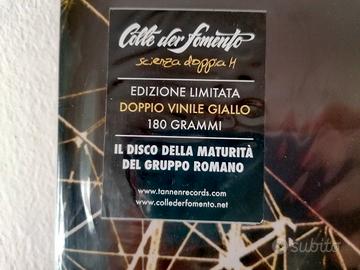 Colle der Fomento
scienza doppia H
EDIZIONE LIMITATA
DOPPIO VINILE GIALLO
180 GRAMMI
IL DISCO DELLA MATURITÀ
DEL GRUPPO ROMANO
www.tannenrecords.com
www.collederfomento.net
subito